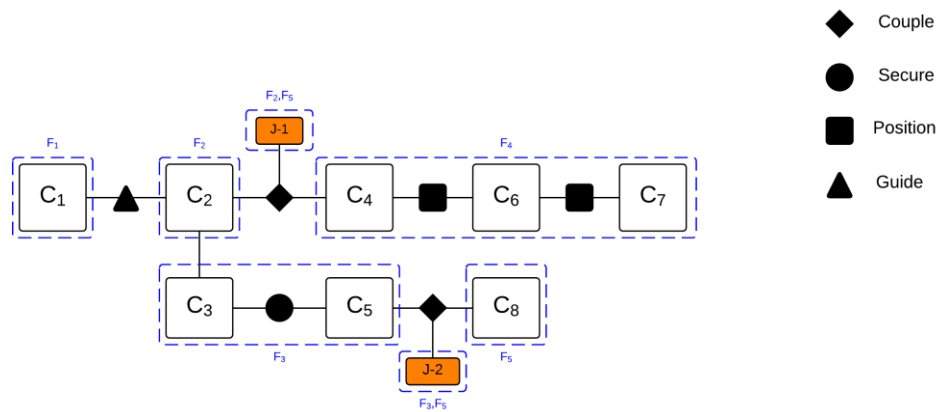 Couple
Secure
Position
Guide
F₂,F₅
J-1
F₁
F₂
F₄
C₁
C₂
C₄
C₆
C₇
C₃
C₅
C₈
F₃
F₅
J-2
F₃,F₅